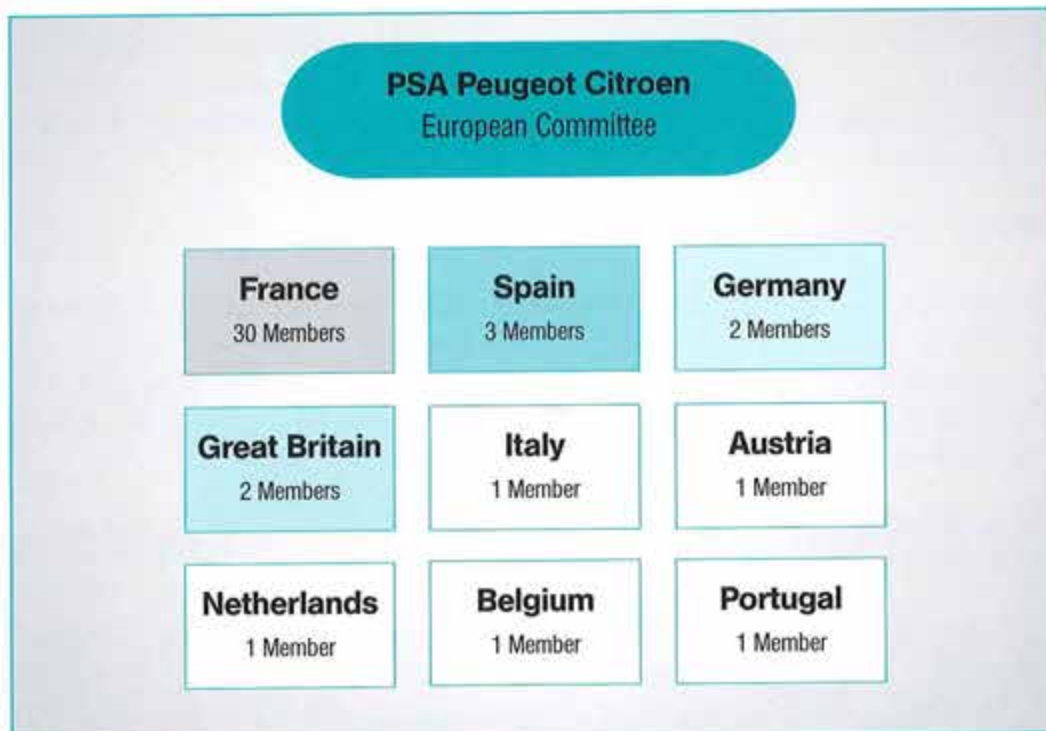 PSA Peugeot Citroen
European Committee
France
30 Members
Spain
3 Members
Germany
2 Members
Great Britain
2 Members
Italy
1 Member
Austria
1 Member
Netherlands
1 Member
Belgium
1 Member
Portugal
1 Member